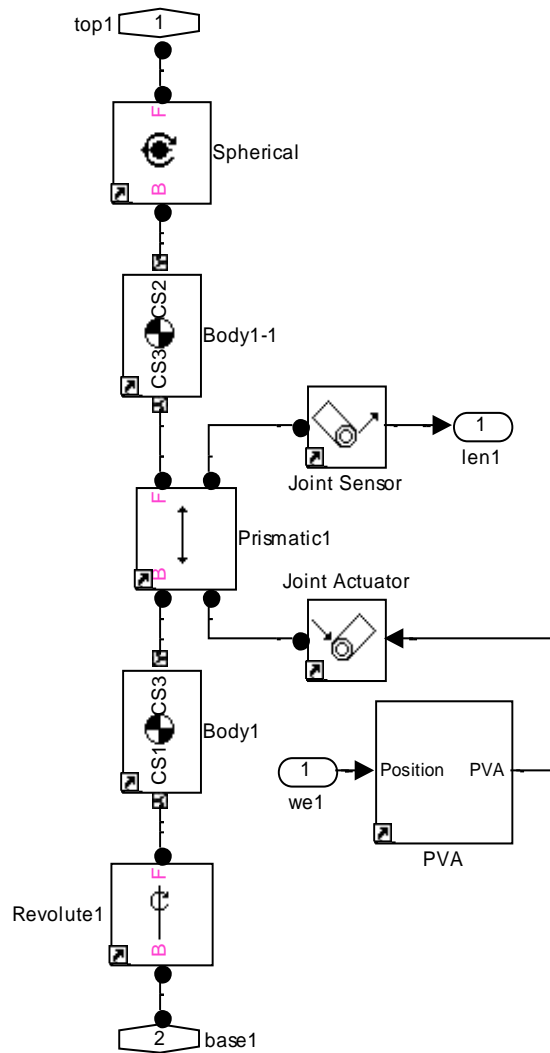 top1
1
F
Spherical
B
CS2
Body1-1
CS3
1
len1
Joint Sensor
F
Prismatic1
B
Joint Actuator
CS3
Body1
CS1
1
we1
Position
PVA
PVA
F
Revolute1
B
2
base1